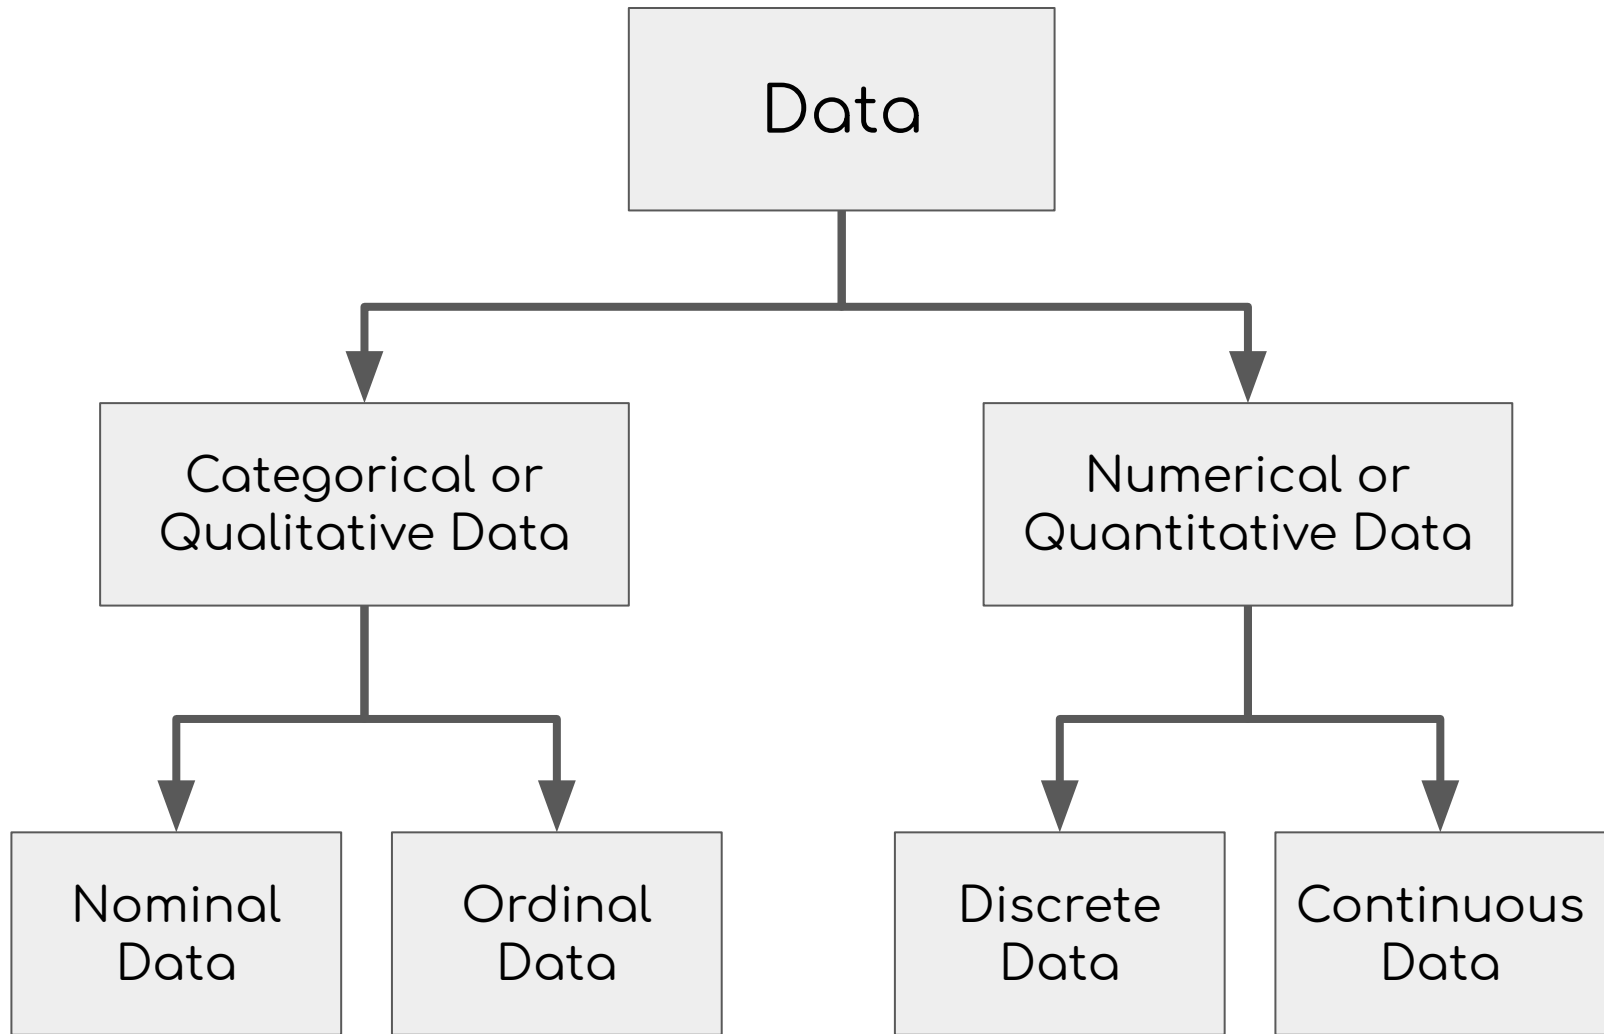 Data
Categorical or
Qualitative Data
Numerical or
Quantitative Data
Nominal
Data
Ordinal
Data
Discrete
Data
Continuous
Data